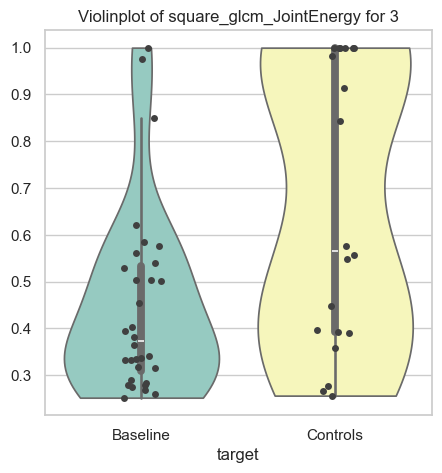 Violinplot of square_glcm_JointEnergy for 3
1.0
0.9
0.8
0.7
0.6
0.5
0.4
0.3
Baseline Controls
target